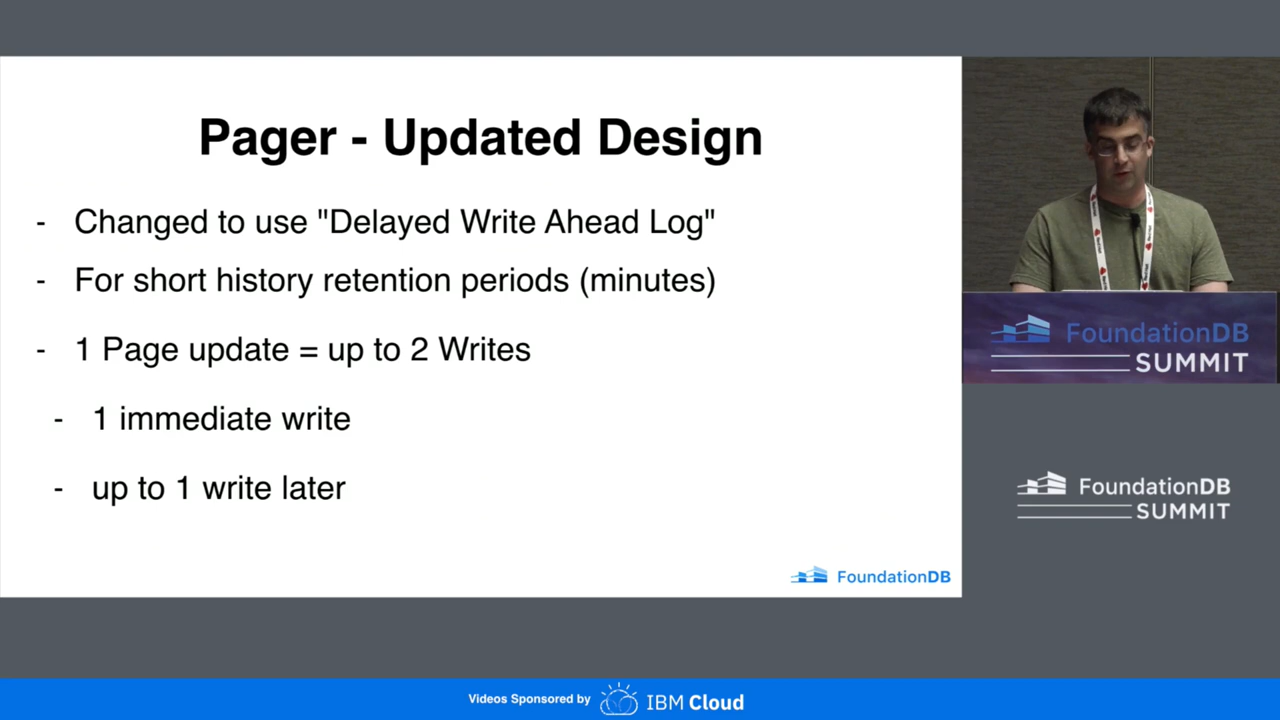 Pager - Updated Design
- Changed to use "Delayed Write Ahead Log"
- For short history retention periods (minutes)
- 1 Page update = up to 2 Writes
- 1 immediate write
- up to 1 write later
FoundationDB
FoundationDB
SUMMIT
FoundationDB
SUMMIT
Videos Sponsored by IBM Cloud